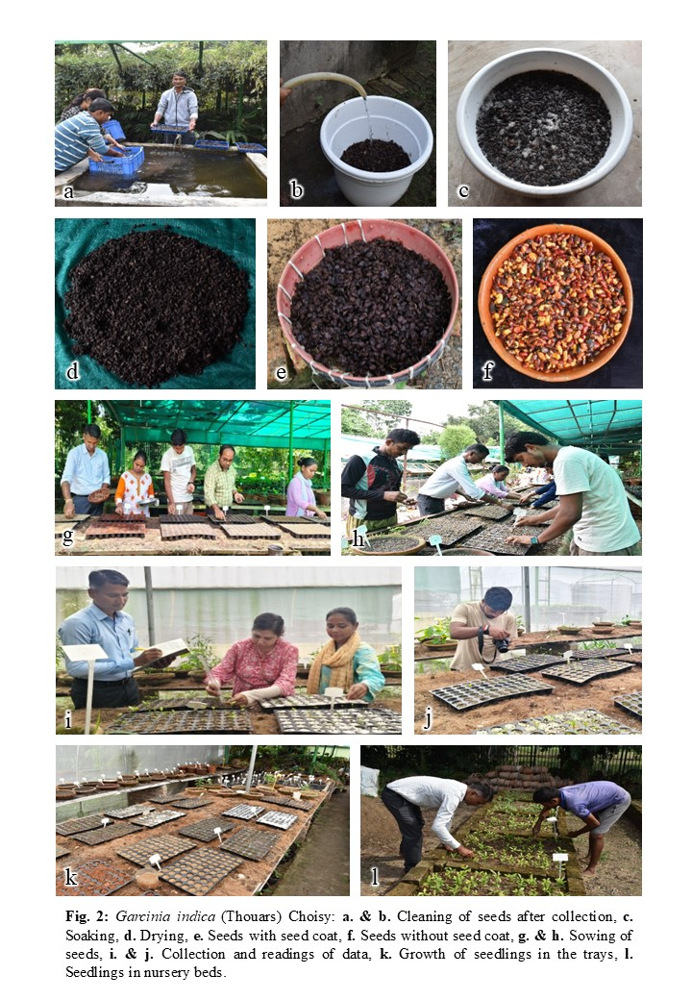 a
b
c
d
e
f
g
h
i
j
k
l
Fig. 2: Garcinia indica (Thouars) Choisy: a. & b. Cleaning of seeds after collection, c.
Soaking, d. Drying, e. Seeds with seed coat, f. Seeds without seed coat, g. & h. Sowing of
seeds, i. & j. Collection and readings of data, k. Growth of seedlings in the trays, l.
Seedlings in nursery beds.